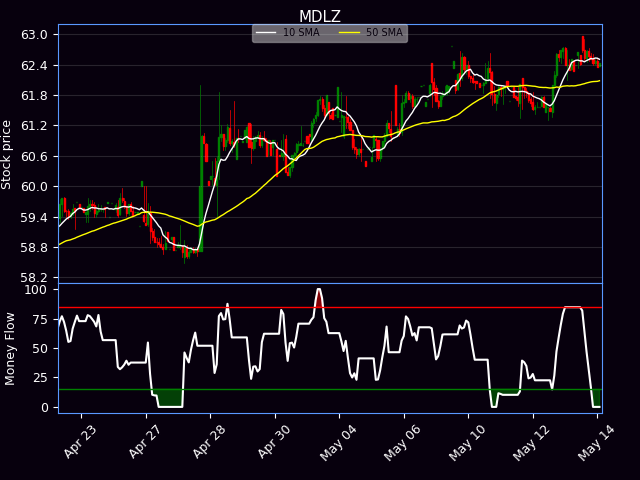 MDLZ
10 SMA
50 SMA
Stock price
63.0
62.4
61.8
61.2
60.6
60.0
59.4
58.8
58.2
Money Flow
100
75
50
25
0
Apr 23
Apr 27
Apr 28
Apr 30
May 04
May 06
May 10
May 12
May 14